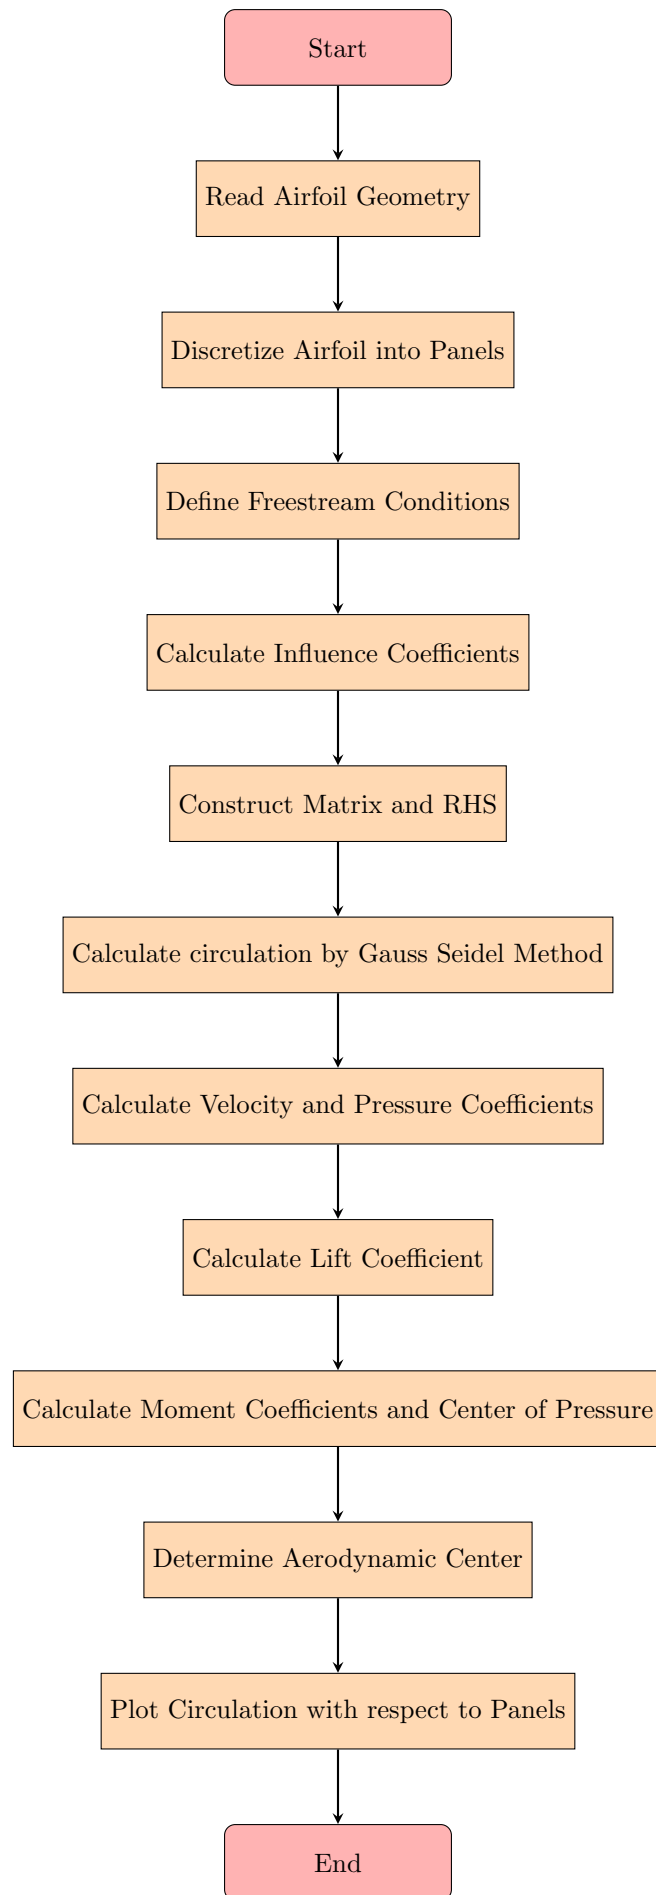 Start
Read Airfoil Geometry
Discretize Airfoil into Panels
Define Freestream Conditions
Calculate Influence Coefficients
Construct Matrix and RHS
Calculate circulation by Gauss Seidel Method
Calculate Velocity and Pressure Coefficients
Calculate Lift Coefficient
Calculate Moment Coefficients and Center of Pressure
Determine Aerodynamic Center
Plot Circulation with respect to Panels
End